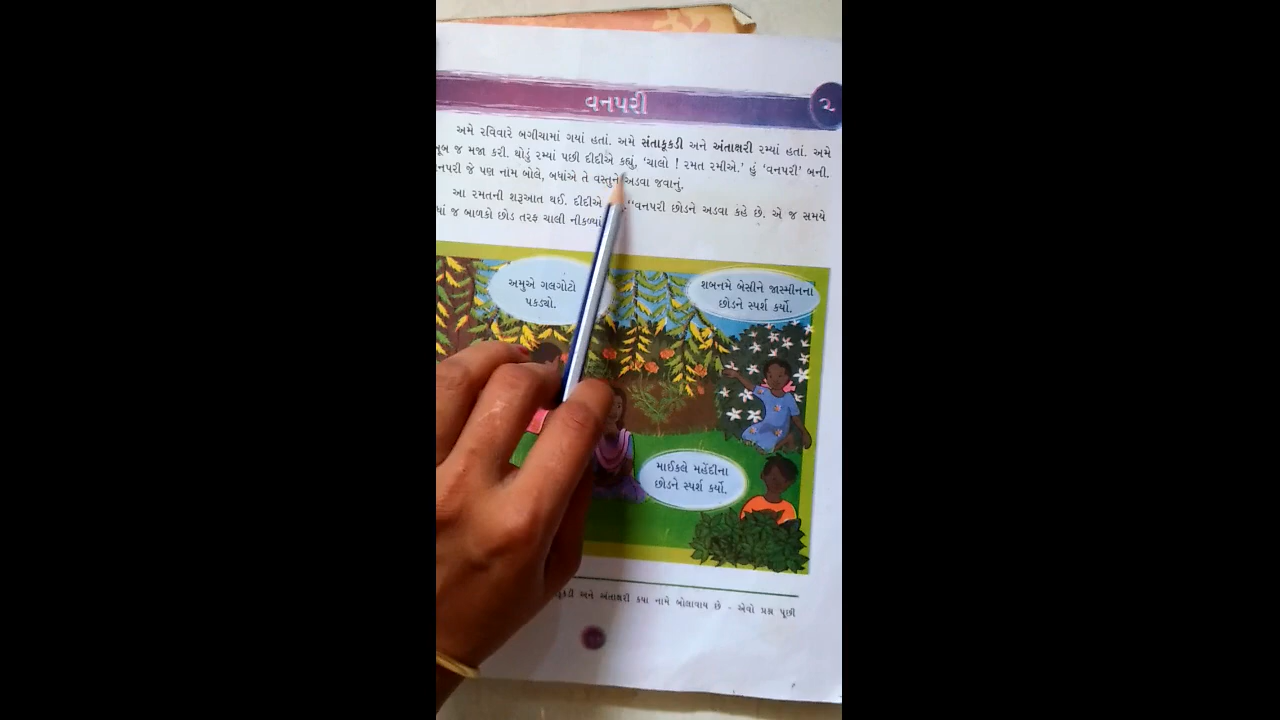 વનપરી
૨
અમે રવિવારે બગીચામાં ગયાં હતાં. અમે સંતાકૂકડી અને અંતાક્ષરી રમ્યાં હતાં. અમે
જ મજા કરી. થોડું રમ્યાં પછી દીદીએ કહ્યું, ‘ચાલો ! રમત રમીએ.’ હું ‘વનપરી’ બની.
જે પણ નામ બોલે, બધાંએ તે વસ્તુને અડવા જવાનું.
આ રમતની શરૂઆત થઈ. દીદીએ “વનપરી છોડને અડવા કહે છે. એ જ સમયે
જ બાળકો છોડ તરફ ચાલી નીકળ્યાં
અમુએ ગલગોટો
પકડ્યો.
શબનમે બેસીને જાસ્મીનના
છોડને સ્પર્શ કર્યો.
માઈકલે મહેંદીના
છોડને સ્પર્શ કર્યો.
અને અંતાક્ષરી કયા નામે બોલાવાય છે - એવો પ્રશ્ન પૂછી